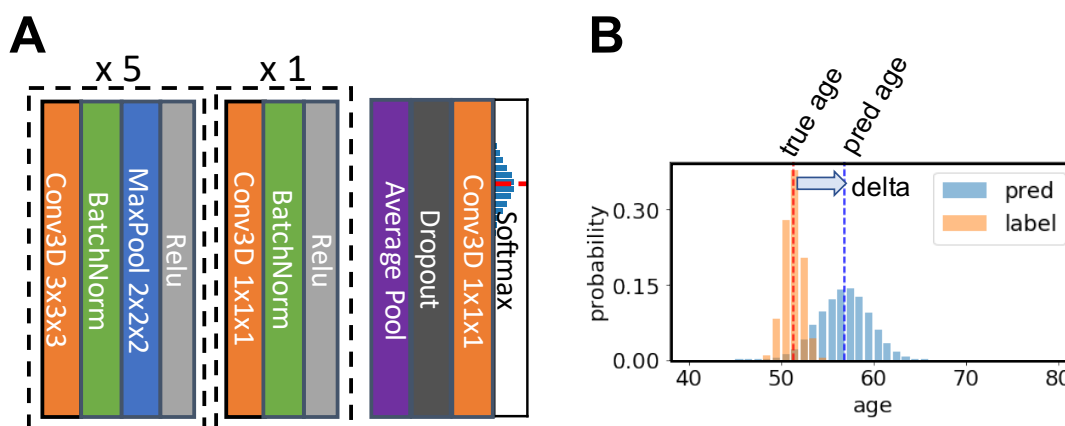 A
x 5
x 1
Conv3D 3x3x3
BatchNorm
MaxPool 2x2x2
Relu
Conv3D 1x1x1
BatchNorm
Relu
Average Pool
Dropout
Conv3D 1x1x1
Softmax
B
true age
pred age
delta
pred
label
probability
0.30
0.15
0.00
40
50
60
70
80
age